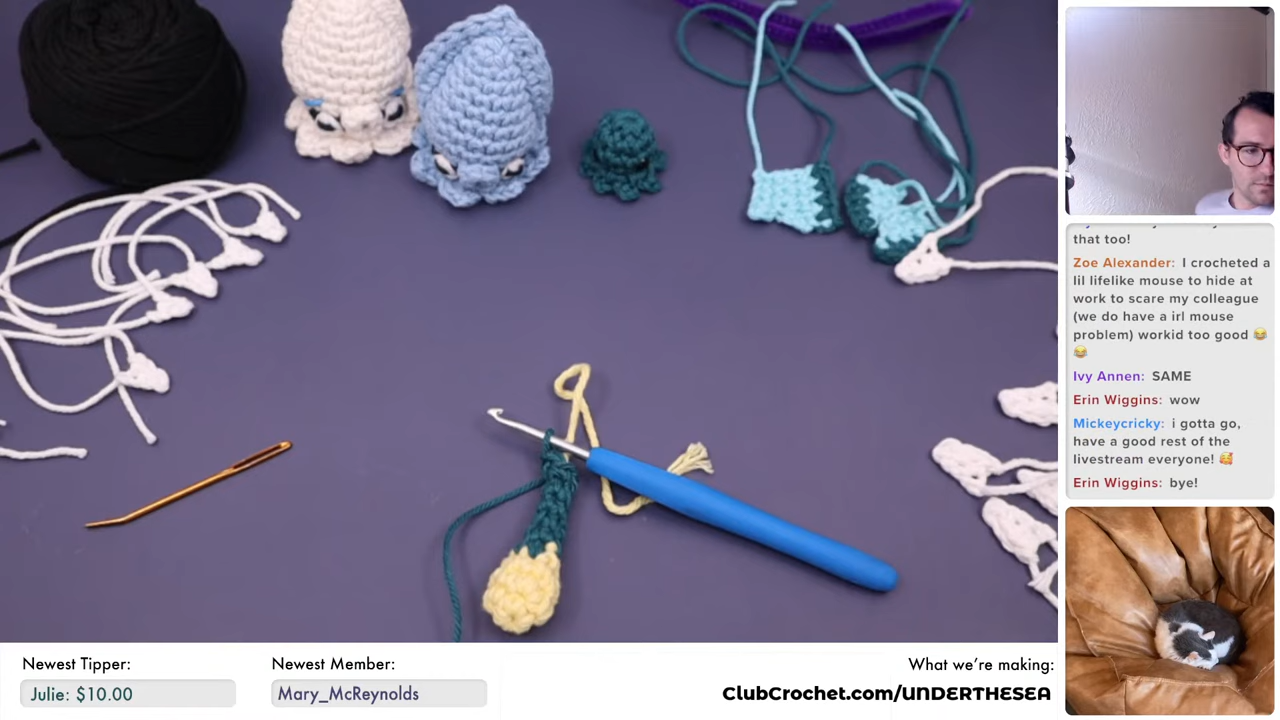 that too!
Zoe Alexander: I crocheted a
lil lifelike mouse to hide at
work to scare my colleague
(we do have a irl mouse
problem) workid too good 😂
😂
Ivy Annen: SAME
Erin Wiggins: wow
Mickeycricky: i gotta go,
have a good rest of the
livestream everyone! 🥰
Erin Wiggins: bye!
Newest Tipper:
Julie: $10.00
Newest Member:
Mary_McReynolds
What we're making:
ClubCrochet.com/UNDERTHESEA